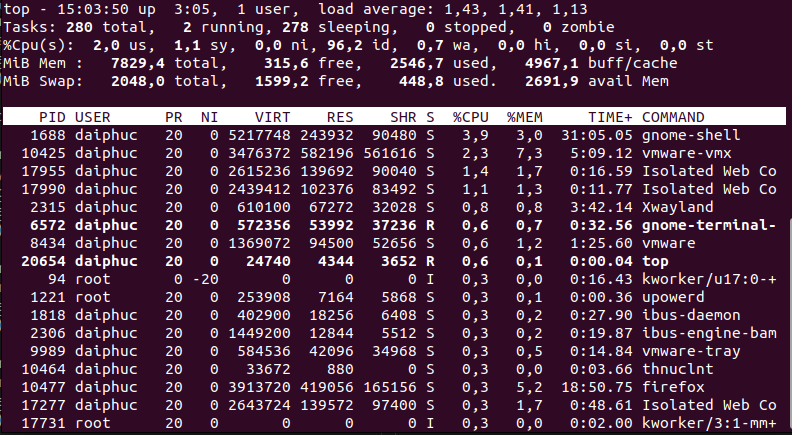 top - 15:03:50 up  3:05,  1 user,  load average: 1,43, 1,41, 1,13
Tasks: 280 total,   2 running, 278 sleeping,   0 stopped,   0 zombie
%Cpu(s):  2,0 us,  1,1 sy,  0,0 ni, 96,2 id,  0,7 wa,  0,0 hi,  0,0 si,  0,0 st
MiB Mem :   7829,4 total,    315,6 free,   2546,7 used,   4967,1 buff/cache
MiB Swap:   2048,0 total,   1599,2 free,    448,8 used.   2691,9 avail Mem
PID USER      PR  NI    VIRT    RES    SHR S  %CPU  %MEM     TIME+ COMMAND
1688 daiphuc   20   0 5217748 243932  90480 S   3,9   3,0  31:05.05 gnome-shell
10425 daiphuc   20   0 3476372 582196 561616 S   2,3   7,3   5:09.12 vmware-vmx
17955 daiphuc   20   0 2615236 139692  90040 S   1,4   1,7   0:16.59 Isolated Web Co
17990 daiphuc   20   0 2439412 102376  83492 S   1,1   1,3   0:11.77 Isolated Web Co
2315 daiphuc   20   0  610100  67272  32028 S   0,8   0,8   3:42.14 Xwayland
6572 daiphuc   20   0  572356  53992  37236 R   0,6   0,7   0:32.56 gnome-terminal-
8434 daiphuc   20   0 1369072  94500  52656 S   0,6   1,2   1:25.60 vmware
20654 daiphuc   20   0   24740   4344   3652 R   0,6   0,1   0:00.04 top
94 root       0 -20       0      0      0 I   0,3   0,0   0:16.43 kworker/u17:0-+
1221 root      20   0  253908   7164   5868 S   0,3   0,1   0:00.36 upowerd
1818 daiphuc   20   0  402900  18256   6408 S   0,3   0,2   0:27.90 ibus-daemon
2306 daiphuc   20   0 1449200  12844   5512 S   0,3   0,2   0:19.87 ibus-engine-bam
9989 daiphuc   20   0  584536  42096  34968 S   0,3   0,5   0:14.84 vmware-tray
10464 daiphuc   20   0   33672    880      0 S   0,3   0,0   0:03.66 thnuclnt
10477 daiphuc   20   0 3913720 419056 165156 S   0,3   5,2  18:50.75 firefox
17277 daiphuc   20   0 2643724 139572  97400 S   0,3   1,7   0:48.61 Isolated Web Co
17731 root      20   0       0      0      0 I   0,3   0,0   0:02.00 kworker/3:1-mm+